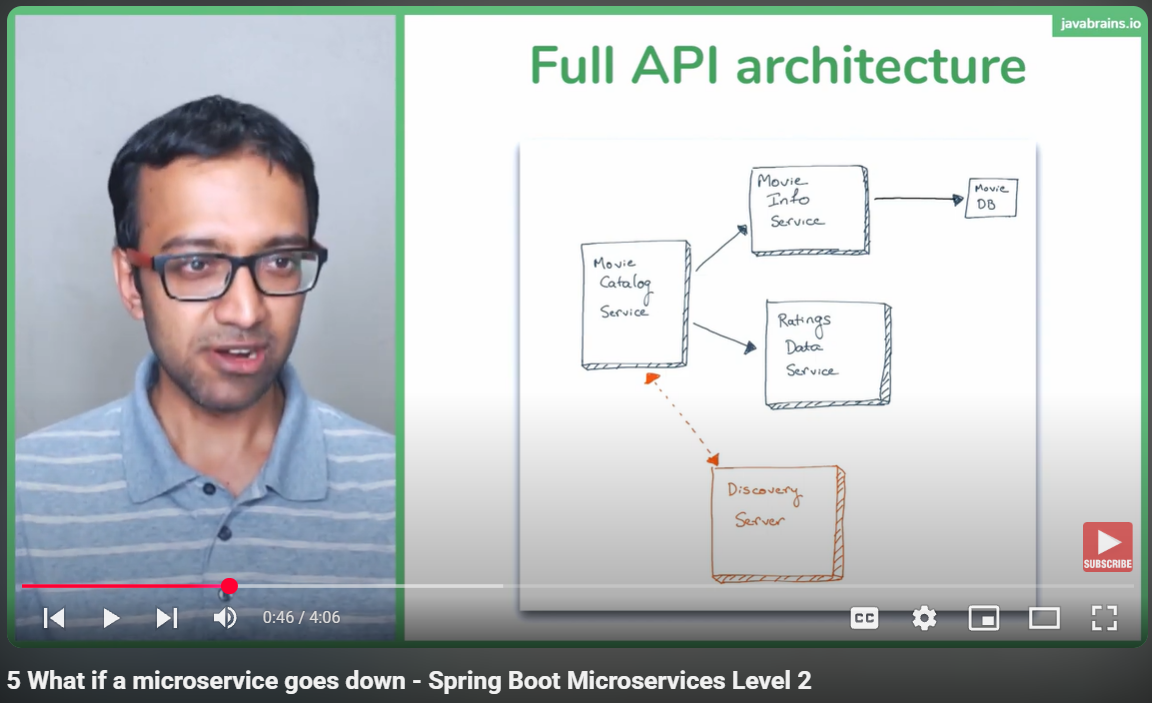 javabrains.io
Full API architecture
Movie
Info
Service
Movie
DB
Movie
Catalog
Service
Ratings
Data
Service
Discovery
Server
SUBSCRIBE
0:46 / 4:06
CC
5 What if a microservice goes down - Spring Boot Microservices Level 2